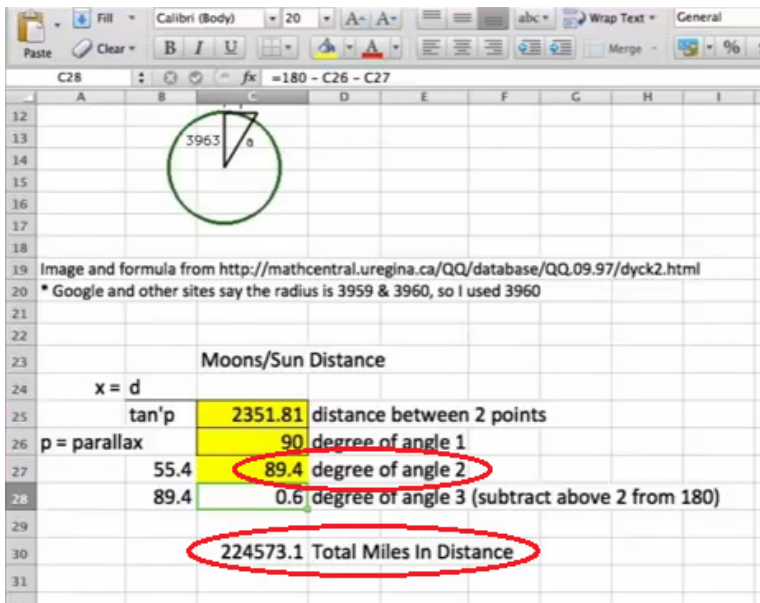 Fill Calibri (Body) 20 A A abc Wrap Text General
Paste Clear B I U A Merge %
C28 fx =180 - C26 - C27
A B C D E F G H I
12
13 3963 a
14
15
16
17
18
19 Image and formula from http://mathcentral.uregina.ca/QQ/database/QQ.09.97/dyck2.html
20 * Google and other sites say the radius is 3959 & 3960, so I used 3960
21
22
23 Moons/Sun Distance
24 x = d
25 tan'p 2351.81 distance between 2 points
26 p = parallax 90 degree of angle 1
27 55.4 89.4 degree of angle 2
28 89.4 0.6 degree of angle 3 (subtract above 2 from 180)
29
30 224573.1 Total Miles In Distance
31